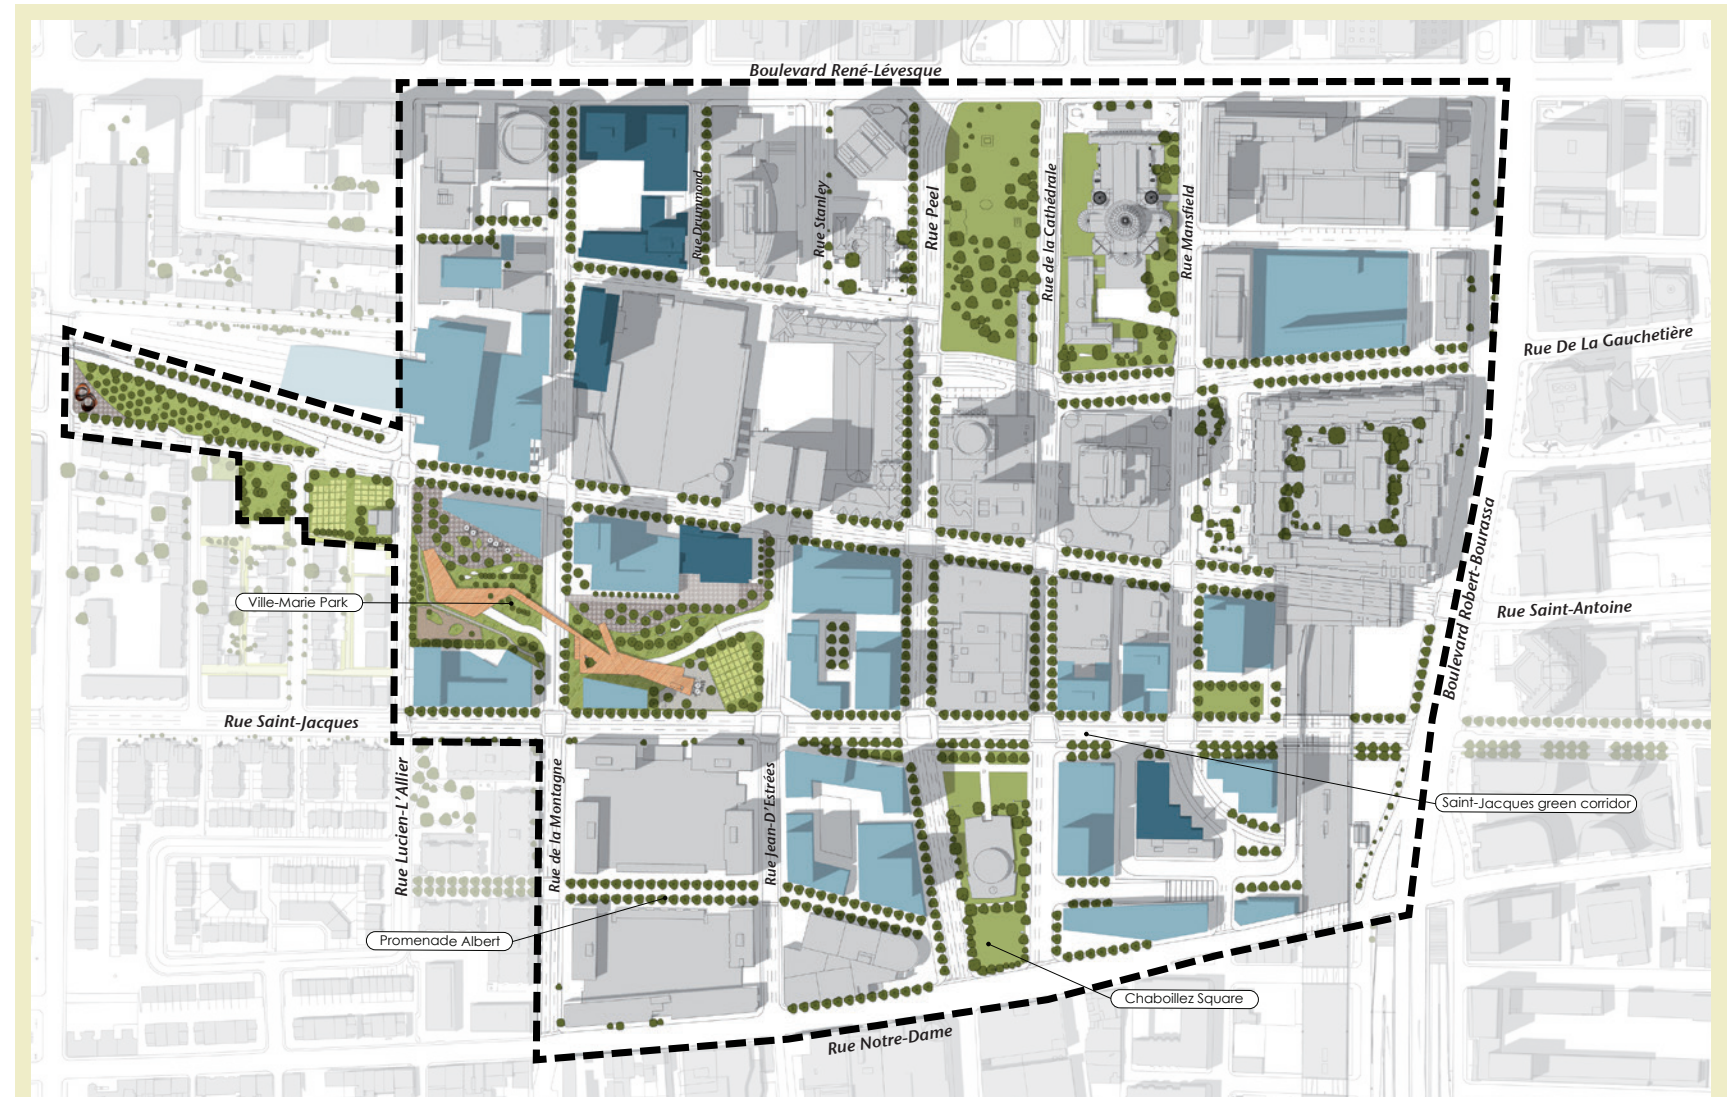 Boulevard René-Lévesque
Rue Drummond
Rue Stanley
Rue Peel
Rue de la Cathédrale
Rue Mansfield
Rue De La Gauchetière
Boulevard Robert-Bourassa
Rue Saint-Antoine
Ville-Marie Park
Rue Saint-Jacques
Rue Lucien-L'Allier
Rue de la Montagne
Rue Jean-D'Estrées
Saint-Jacques green corridor
Promenade Albert
Chaboillez Square
Rue Notre-Dame